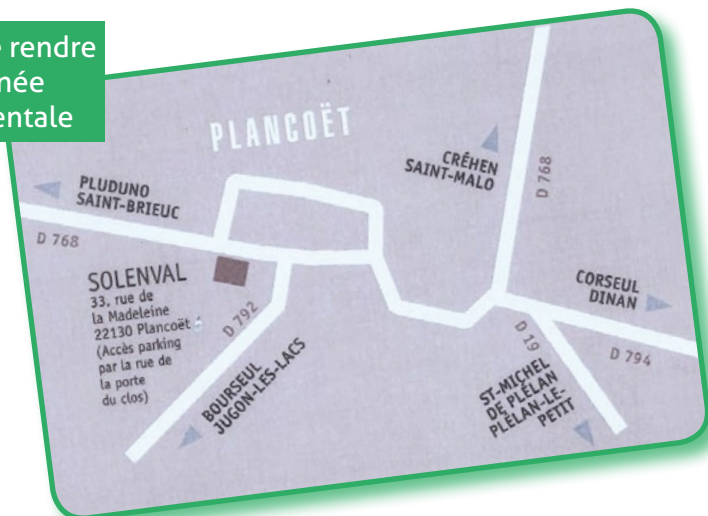 rendre
entale
PLANCOËT
CRÉHEN
SAINT-MALO
D 768
PLUDUNO
SAINT-BRIEUC
D 768
SOLENVAL
33, rue de
la Madeleine
22130 Plancoët
(Accès parking
par la rue de
la porte
du clos)
D 792
BOURSEUL
JUGON-LES-LACS
CORSEUL
DINAN
D 19
D 794
ST-MICHEL
DE PLÉLAN
PLÉLAN-LE-
PETIT